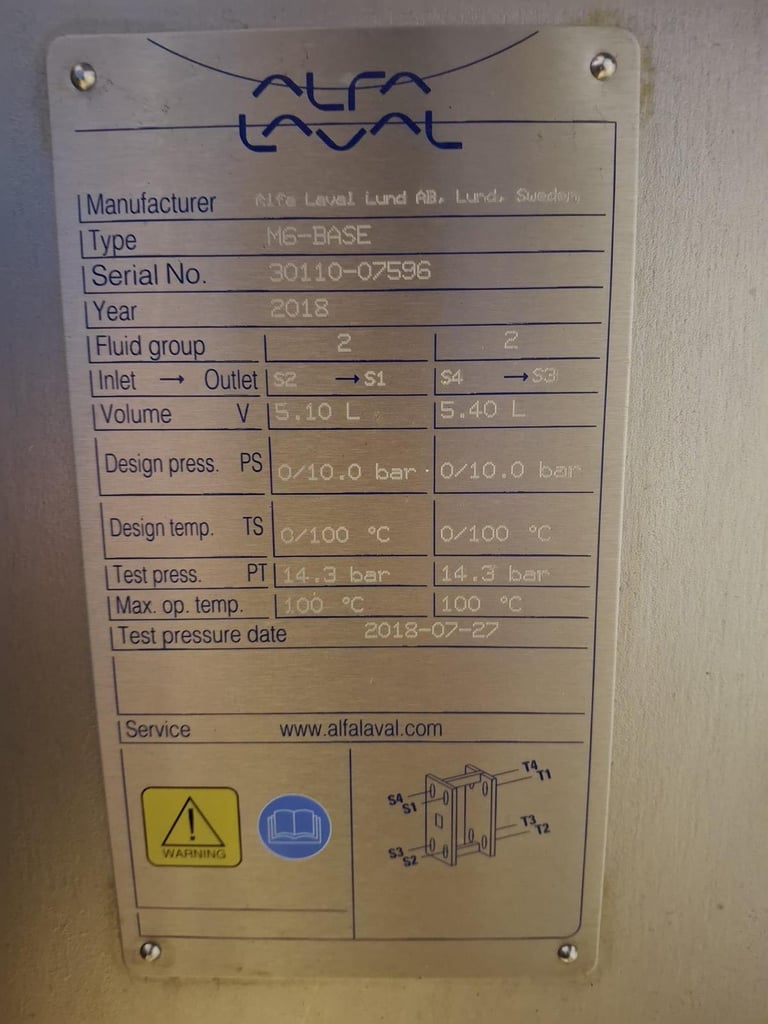 ALFA
LAVAL
Manufacturer Alfa Laval Lund AB, Lund, Sweden,
Type M6-BASE
Serial No. 30110-07596
Year 2018
Fluid group 2 2
Inlet → Outlet S2 → S1 S4 → S3
Volume V 5.10 L 5.40 L
Design press. PS 0/10.0 bar 0/10.0 bar
Design temp. TS 0/100 °C 0/100 °C
Test press. PT 14.3 bar 14.3 bar
Max. op. temp. 100 °C 100 °C
Test pressure date 2018-07-27
Service www.alfalaval.com
WARNING
T4
T1
S4
S1
T3
T2
S3
S2